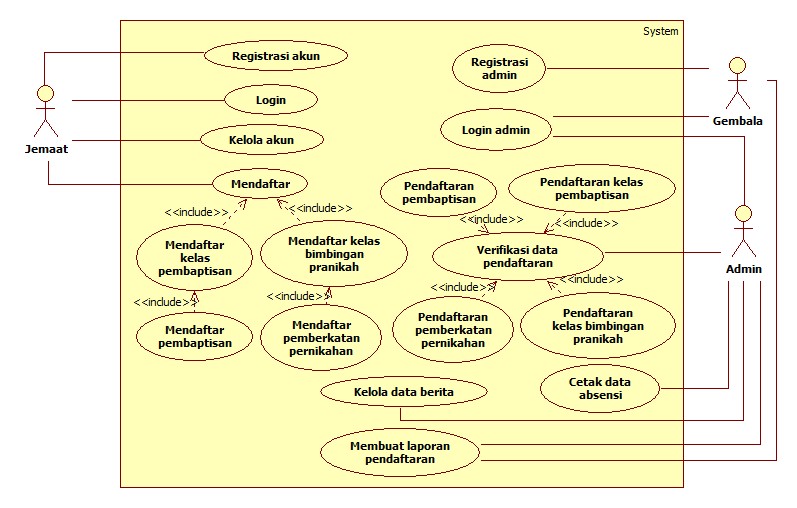 System
Registrasi akun
Registrasi
admin
Login
Gembala
Login admin
Jemaat
Kelola akun
Mendaftar
Pendaftaran
pembaptisan
Pendaftaran kelas
pembaptisan
<<include>>
<<include>>
<<include>>
<<include>>
Mendaftar
kelas
pembaptisan
Mendaftar kelas
bimbingan
pranikah
Verifikasi data
pendaftaran
Admin
<<include>>
<<include>>
<<include>>
<<include>>
Mendaftar
pembaptisan
Mendaftar
pemberkatan
pernikahan
Pendaftaran
pemberkatan
pernikahan
Pendaftaran
kelas bimbingan
pranikah
Kelola data berita
Cetak data
absensi
Membuat laporan
pendaftaran